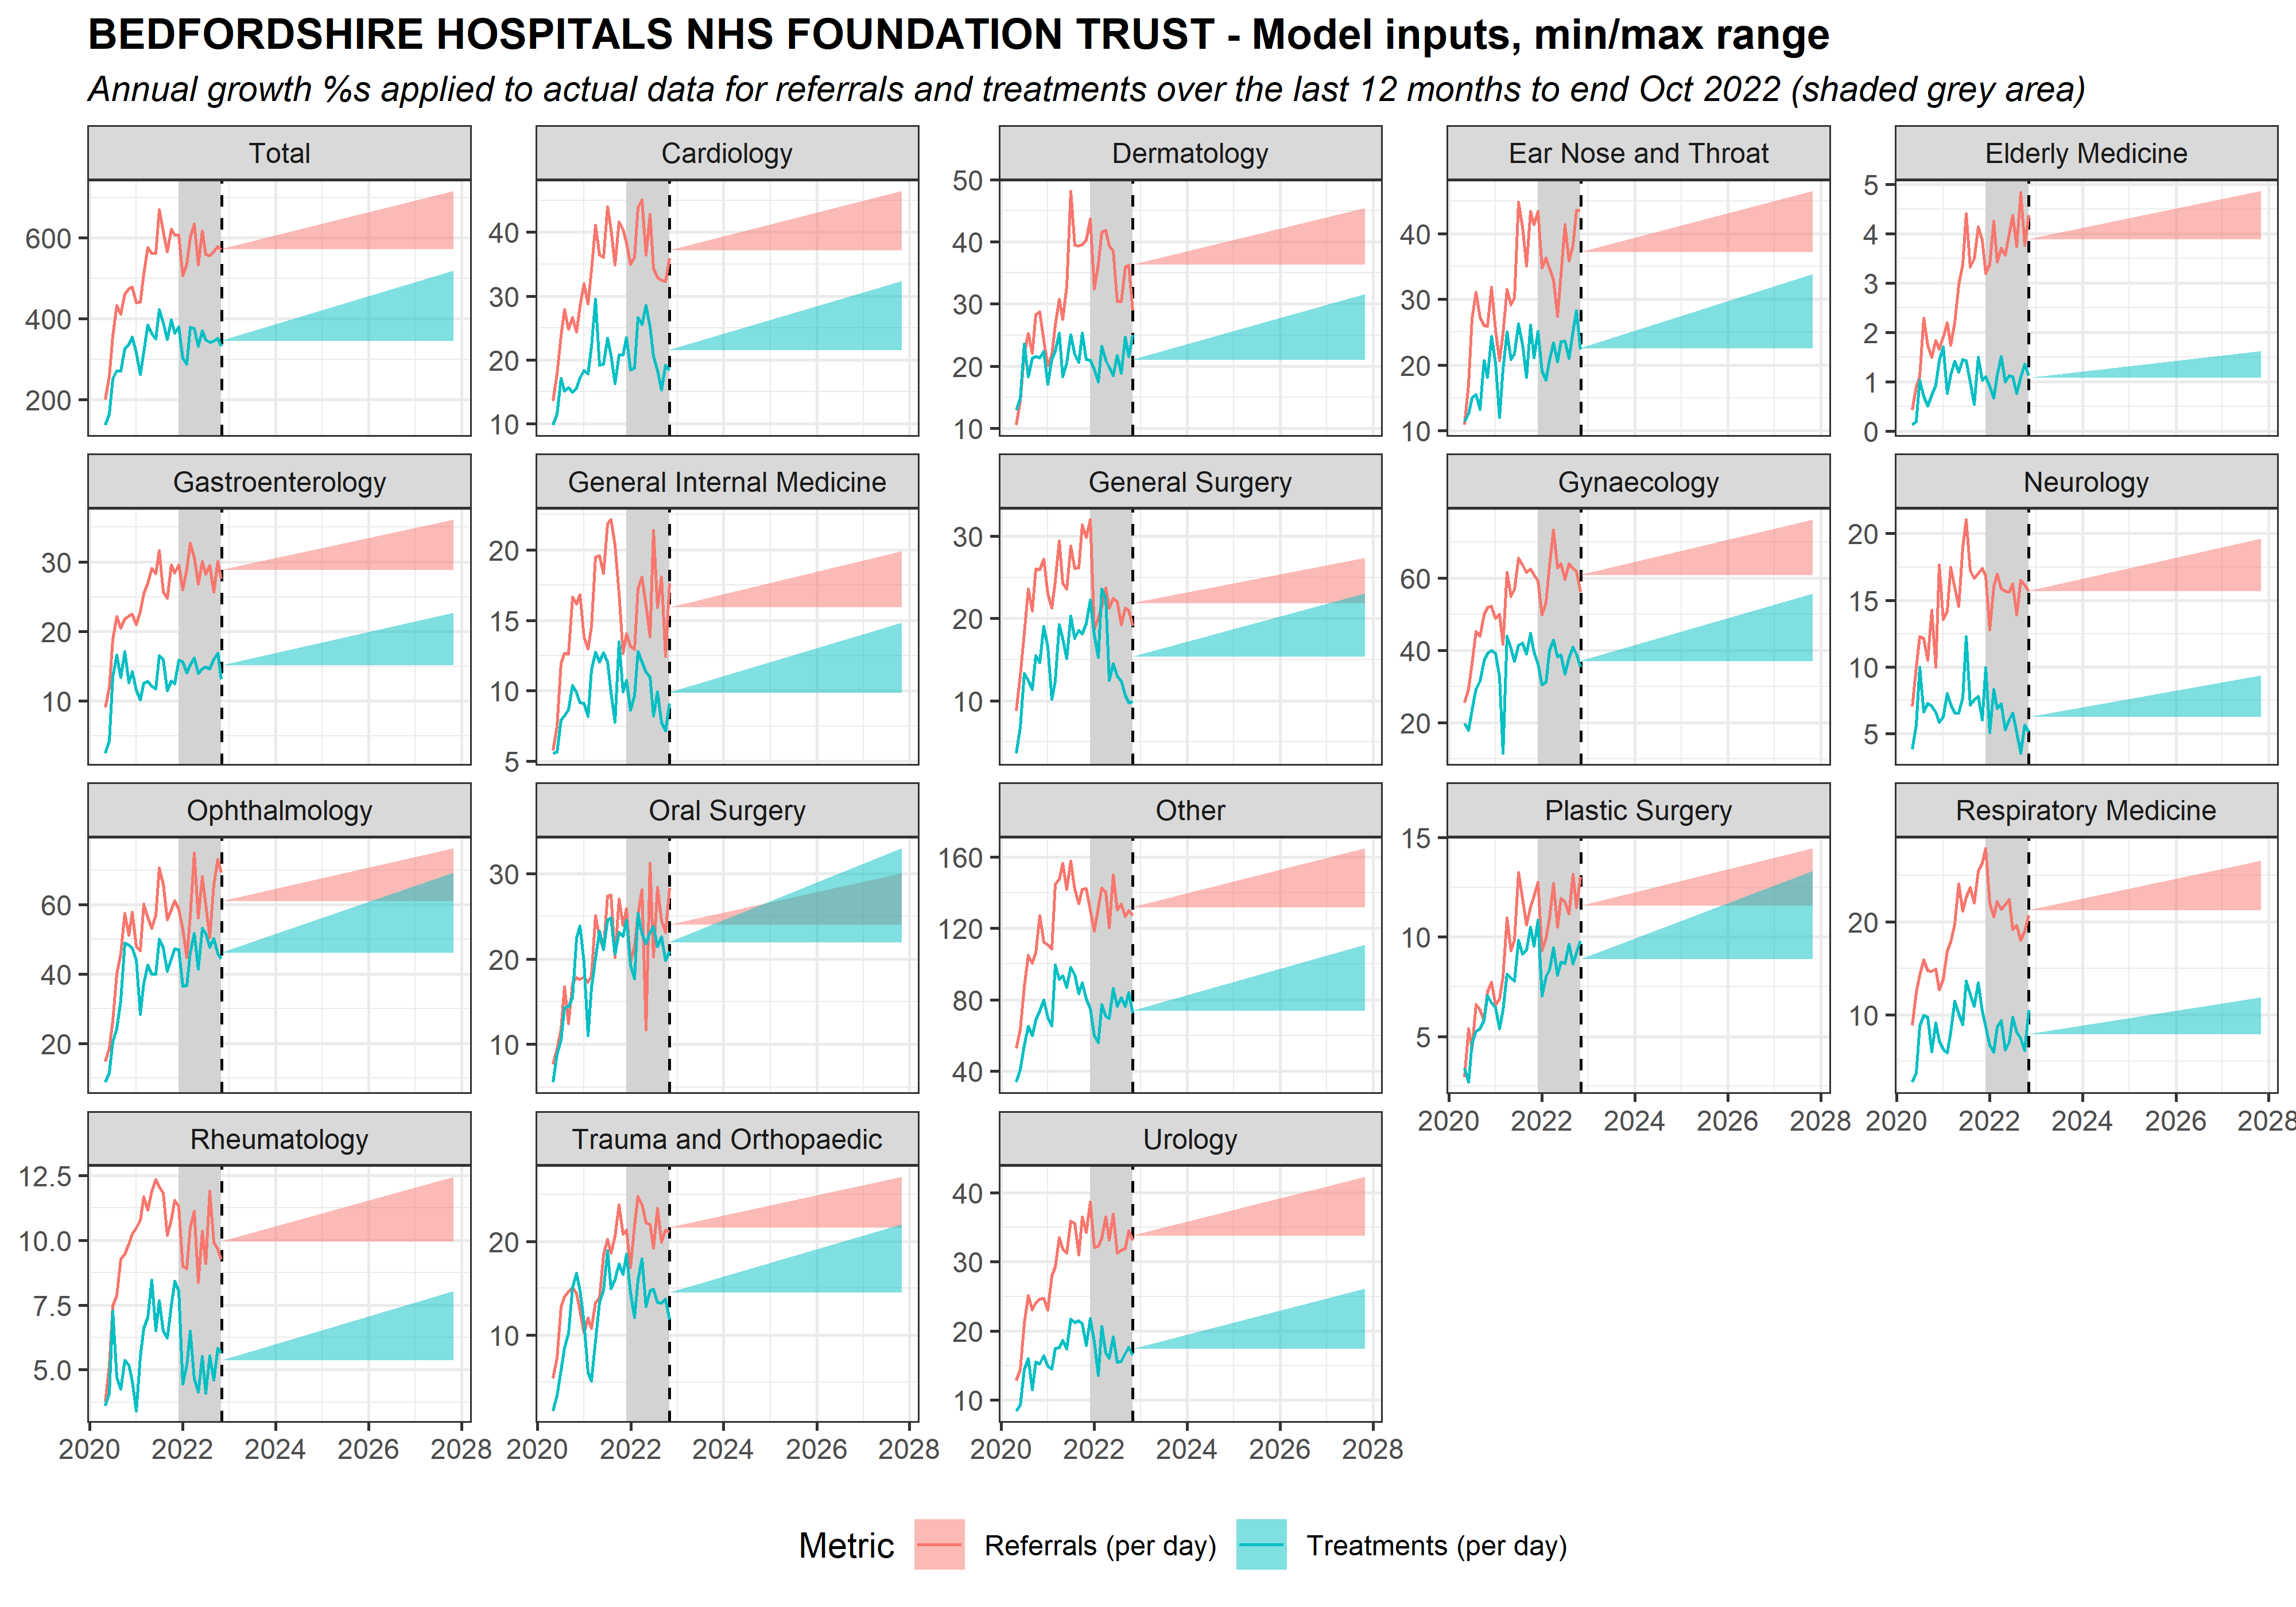 BEDFORDSHIRE HOSPITALS NHS FOUNDATION TRUST - Model inputs, min/max range
Annual growth %s applied to actual data for referrals and treatments over the last 12 months to end Oct 2022 (shaded grey area)
Total
600
400
200
Cardiology
40
30
20
10
Dermatology
50
40
30
20
10
Ear Nose and Throat
40
30
20
10
Elderly Medicine
5
4
3
2
1
0
Gastroenterology
30
20
10
General Internal Medicine
20
15
10
5
General Surgery
30
20
10
Gynaecology
60
40
20
Neurology
20
15
10
5
Ophthalmology
60
40
20
Oral Surgery
30
20
10
Other
160
120
80
40
Plastic Surgery
15
10
5
2020 2022 2024 2026 2028
Respiratory Medicine
20
10
2020 2022 2024 2026 2028
Rheumatology
12.5
10.0
7.5
5.0
2020 2022 2024 2026 2028
Trauma and Orthopaedic
20
10
2020 2022 2024 2026 2028
Urology
40
30
20
10
2020 2022 2024 2026 2028
Metric Referrals (per day) Treatments (per day)